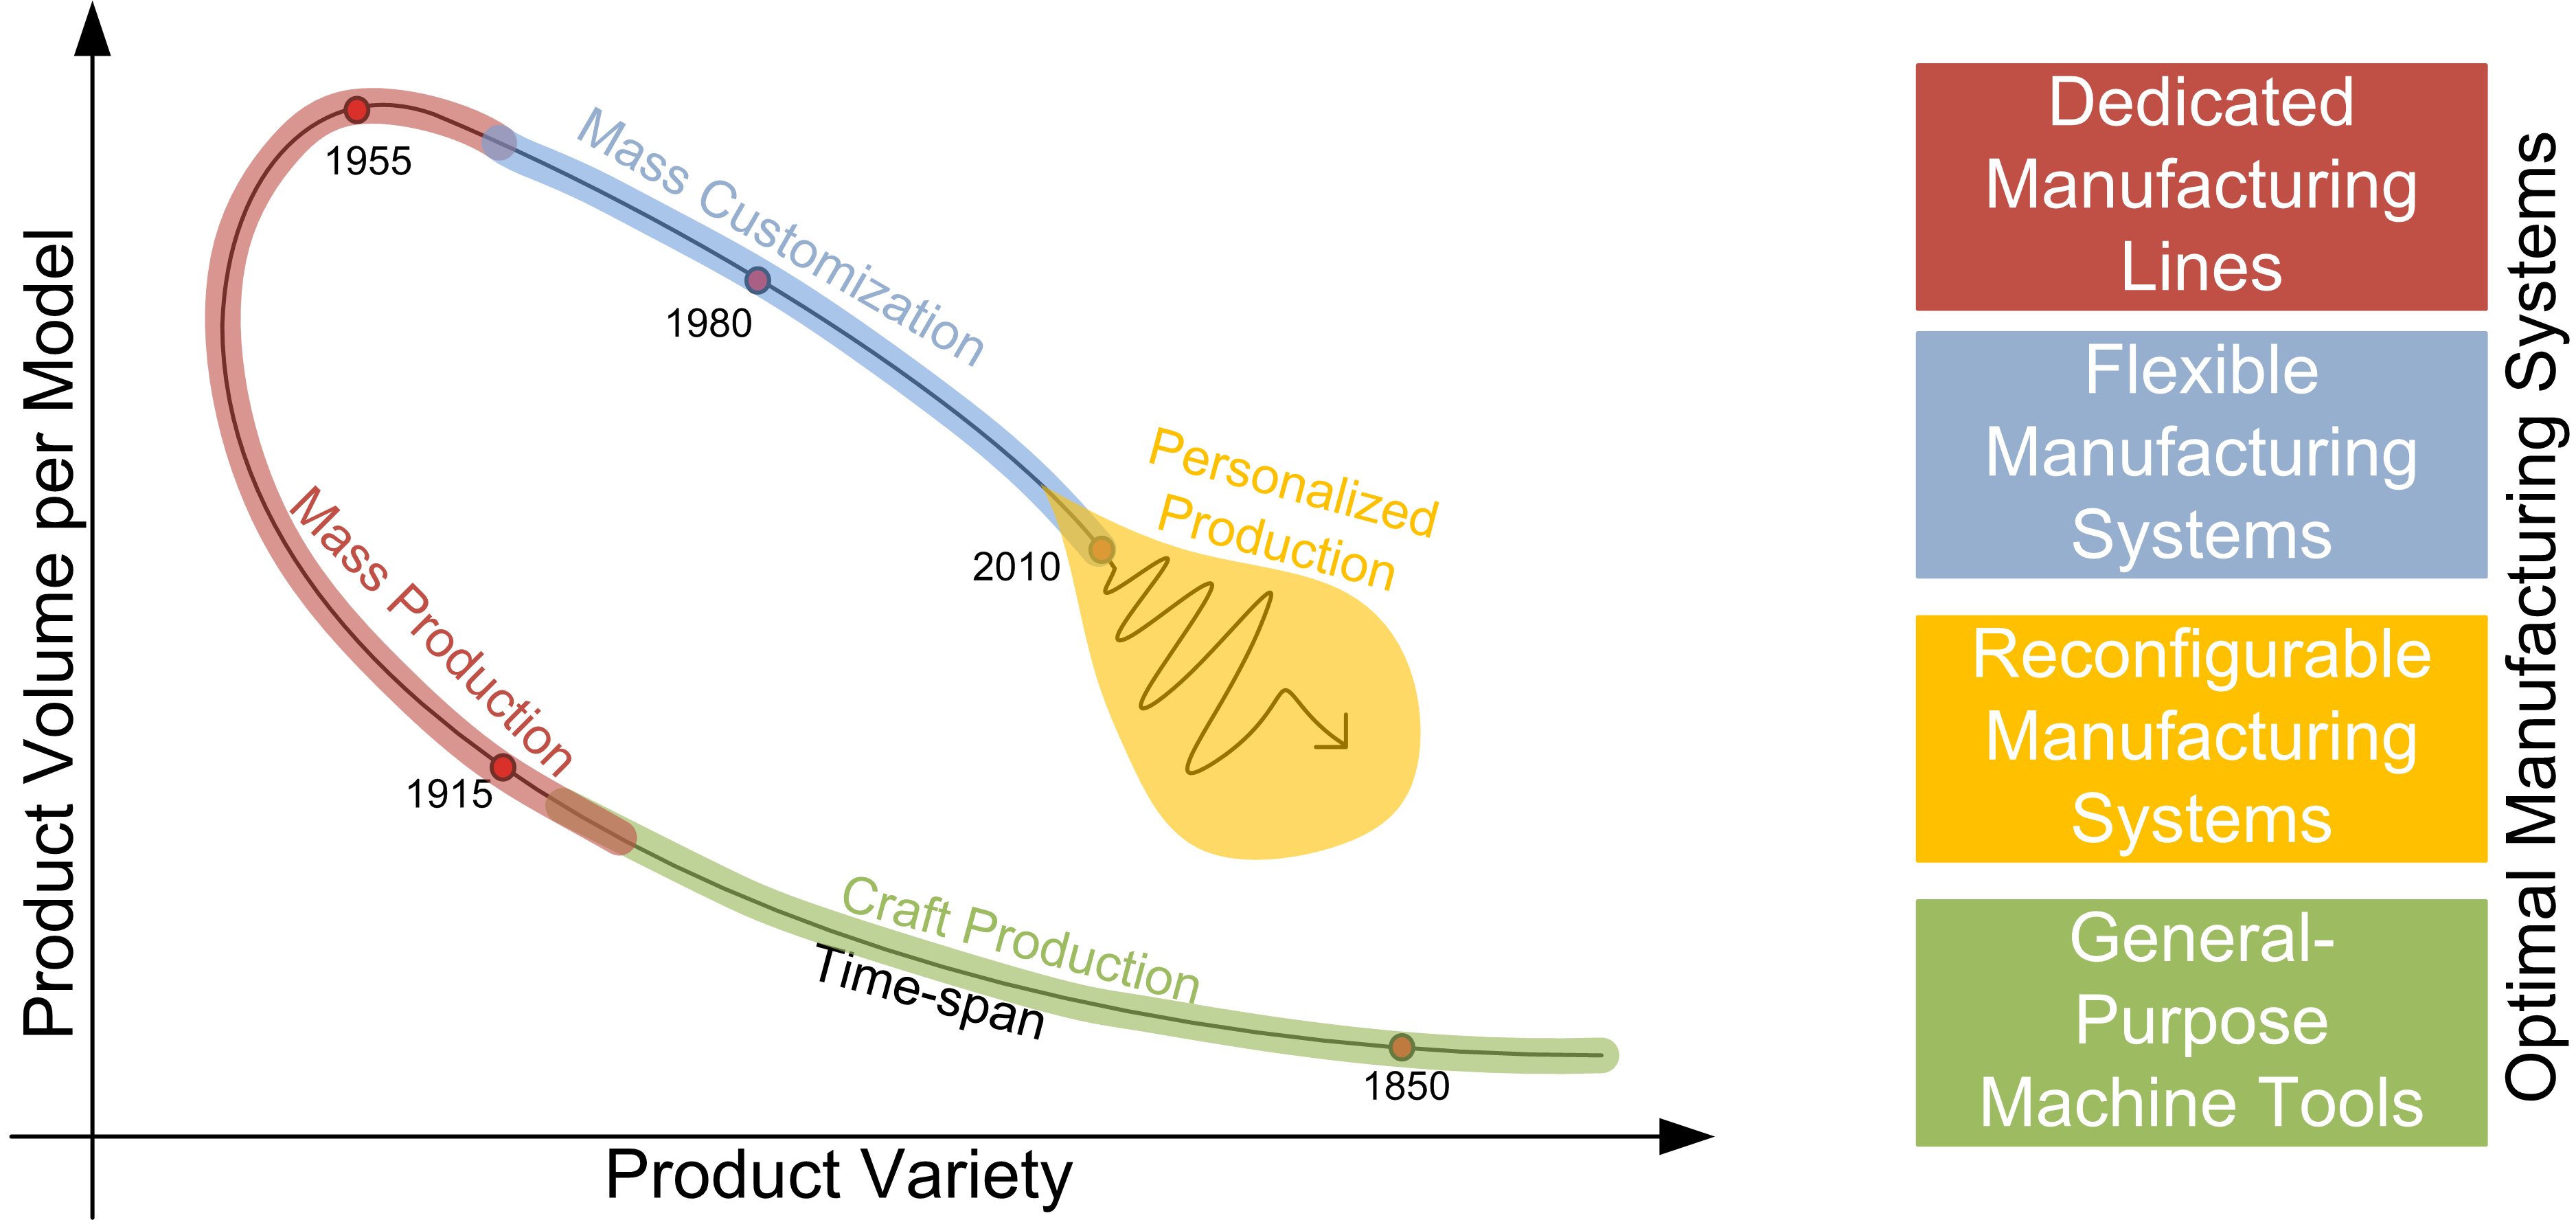 Product Volume per Model
1955
Mass Customization
1980
Personalized
Production
2010
Mass Production
1915
Craft Production
Time-span
1850
Product Variety
Dedicated
Manufacturing
Lines
Flexible
Manufacturing
Systems
Reconfigurable
Manufacturing
Systems
General-
Purpose
Machine Tools
Optimal Manufacturing Systems